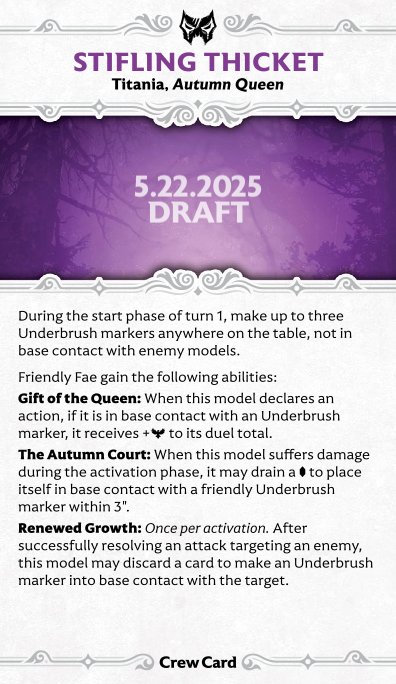 STIFLING THICKET
Titania, Autumn Queen
5.22.2025
DRAFT
During the start phase of turn 1, make up to three
Underbrush markers anywhere on the table, not in
base contact with enemy models.
Friendly Fae gain the following abilities:
Gift of the Queen: When this model declares an
action, if it is in base contact with an Underbrush
marker, it receives + to its duel total.
The Autumn Court: When this model suffers damage
during the activation phase, it may drain a to place
itself in base contact with a friendly Underbrush
marker within 3".
Renewed Growth: Once per activation. After
successfully resolving an attack targeting an enemy,
this model may discard a card to make an Underbrush
marker into base contact with the target.
Crew Card